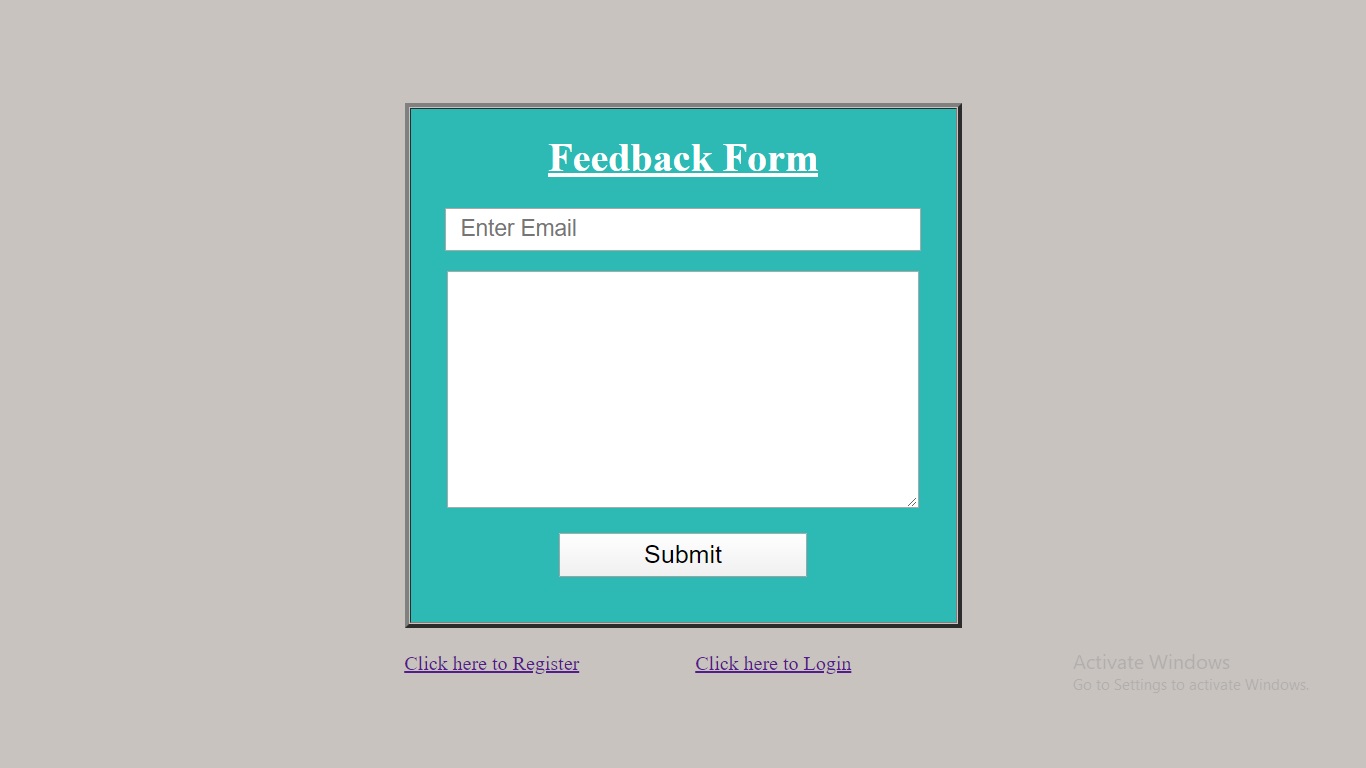 Feedback Form
Enter Email
Submit
Click here to Register
Click here to Login
Activate Windows
Go to Settings to activate Windows.